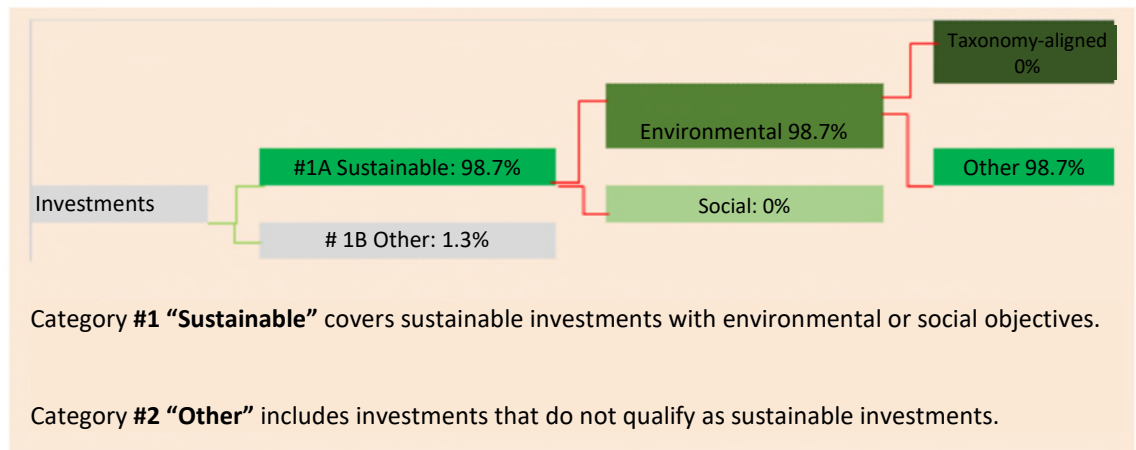 Taxonomy-aligned
0%
Environmental 98.7%
#1A Sustainable: 98.7%
Other 98.7%
Investments
Social: 0%
# 1B Other: 1.3%
Category #1 “Sustainable” covers sustainable investments with environmental or social objectives.
Category #2 “Other” includes investments that do not qualify as sustainable investments.